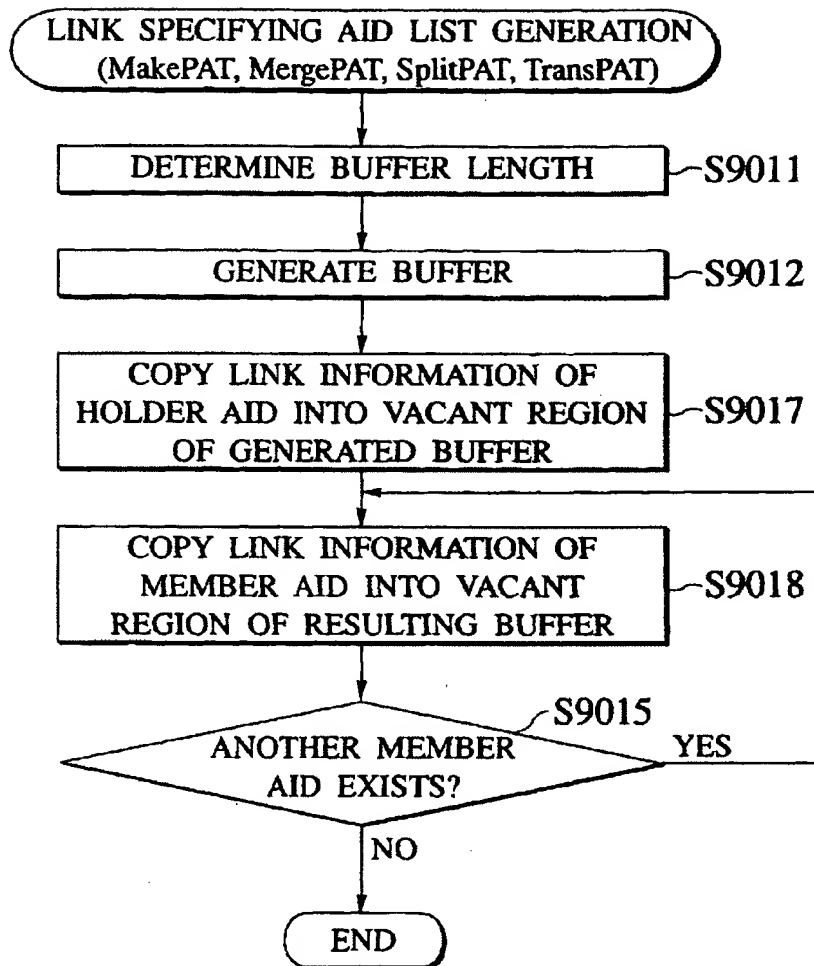 LINK SPECIFYING AID LIST GENERATION
(MakePAT, MergePAT, SplitPAT, TransPAT)
DETERMINE BUFFER LENGTH
S9011
GENERATE BUFFER
S9012
COPY LINK INFORMATION OF
HOLDER AID INTO VACANT REGION
OF GENERATED BUFFER
S9017
COPY LINK INFORMATION OF
MEMBER AID INTO VACANT
REGION OF RESULTING BUFFER
S9018
S9015
ANOTHER MEMBER
AID EXISTS?
YES
NO
END